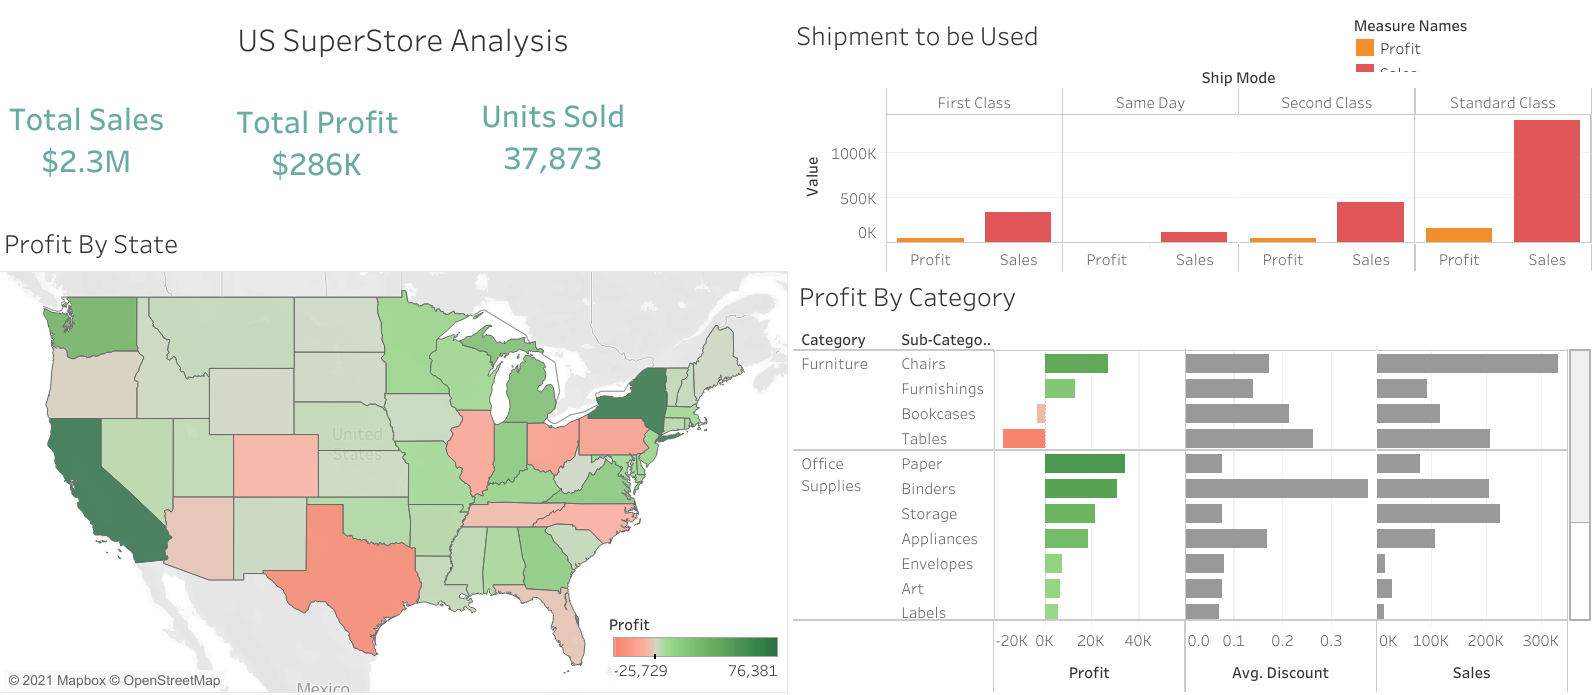 US SuperStore Analysis
Total Sales
$2.3M
Total Profit
$286K
Units Sold
37,873
Profit By State
United
States
Mexico
Profit
-25,729
76,381
© 2021 Mapbox © OpenStreetMap
Shipment to be Used
Measure Names
Profit
Sales
Ship Mode
First Class
Same Day
Second Class
Standard Class
Value
1000K
500K
0K
Profit
Sales
Profit
Sales
Profit
Sales
Profit
Sales
Profit By Category
Category
Sub-Catego..
Furniture
Chairs
Furnishings
Bookcases
Tables
Office
Supplies
Paper
Binders
Storage
Appliances
Envelopes
Art
Labels
-20K 0K 20K 40K
Profit
0.0 0.1 0.2 0.3
Avg. Discount
0K 100K 200K 300K
Sales